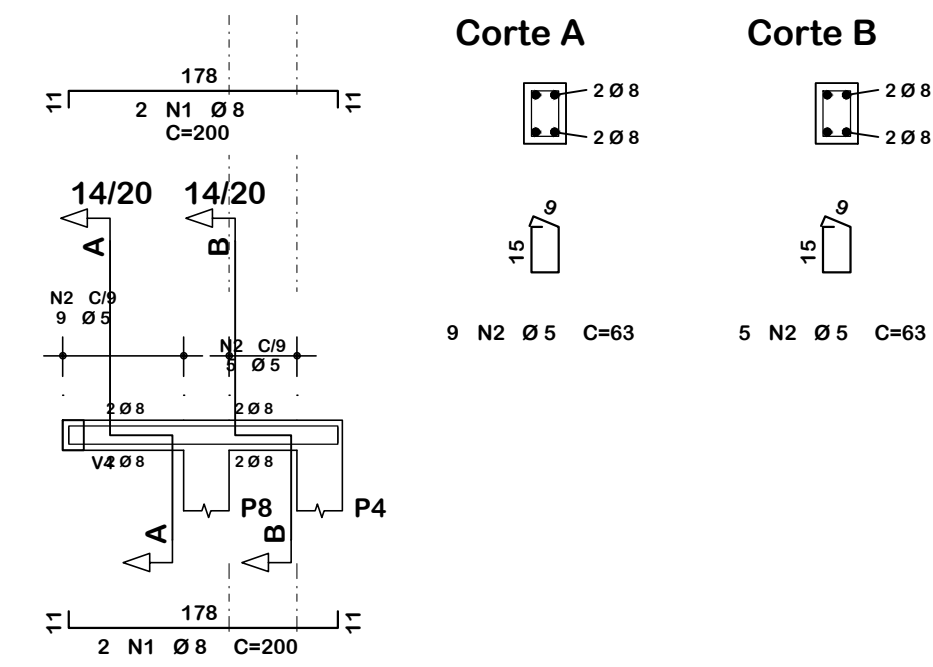 178
11
11
2 N1 Ø 8
C=200
14/20
14/20
A
B
N2 C/9
9 Ø 5
N2 C/9
5 Ø 5
2 Ø 8
2 Ø 8
V4
2 Ø 8
2 Ø 8
P8
P4
A
B
178
11
11
2 N1 Ø 8 C=200
Corte A
2 Ø 8
2 Ø 8
9
15
9 N2 Ø 5 C=63
Corte B
2 Ø 8
2 Ø 8
9
15
5 N2 Ø 5 C=63